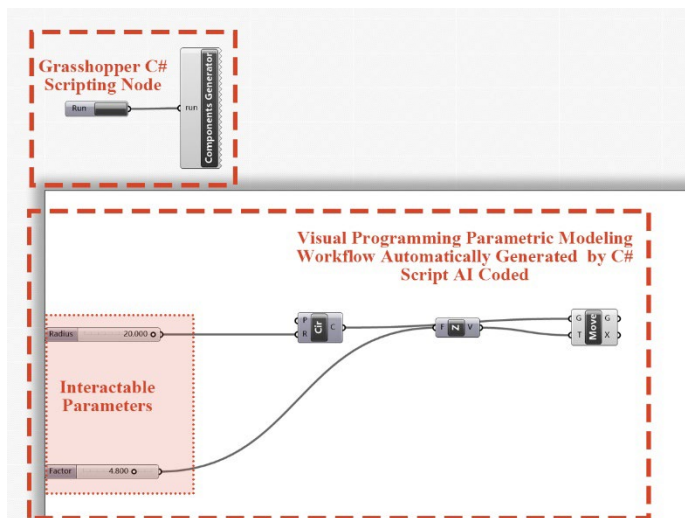 Grasshopper C#
Scripting Node
Run
run
Components Generator
Visual Programming Parametric Modeling
Workflow Automatically Generated by C#
Script AI Coded
Radius 20.000
P
R
Cir
C
F
Z
V
G
T
Move
G
X
Interactable
Parameters
Factor 4.800